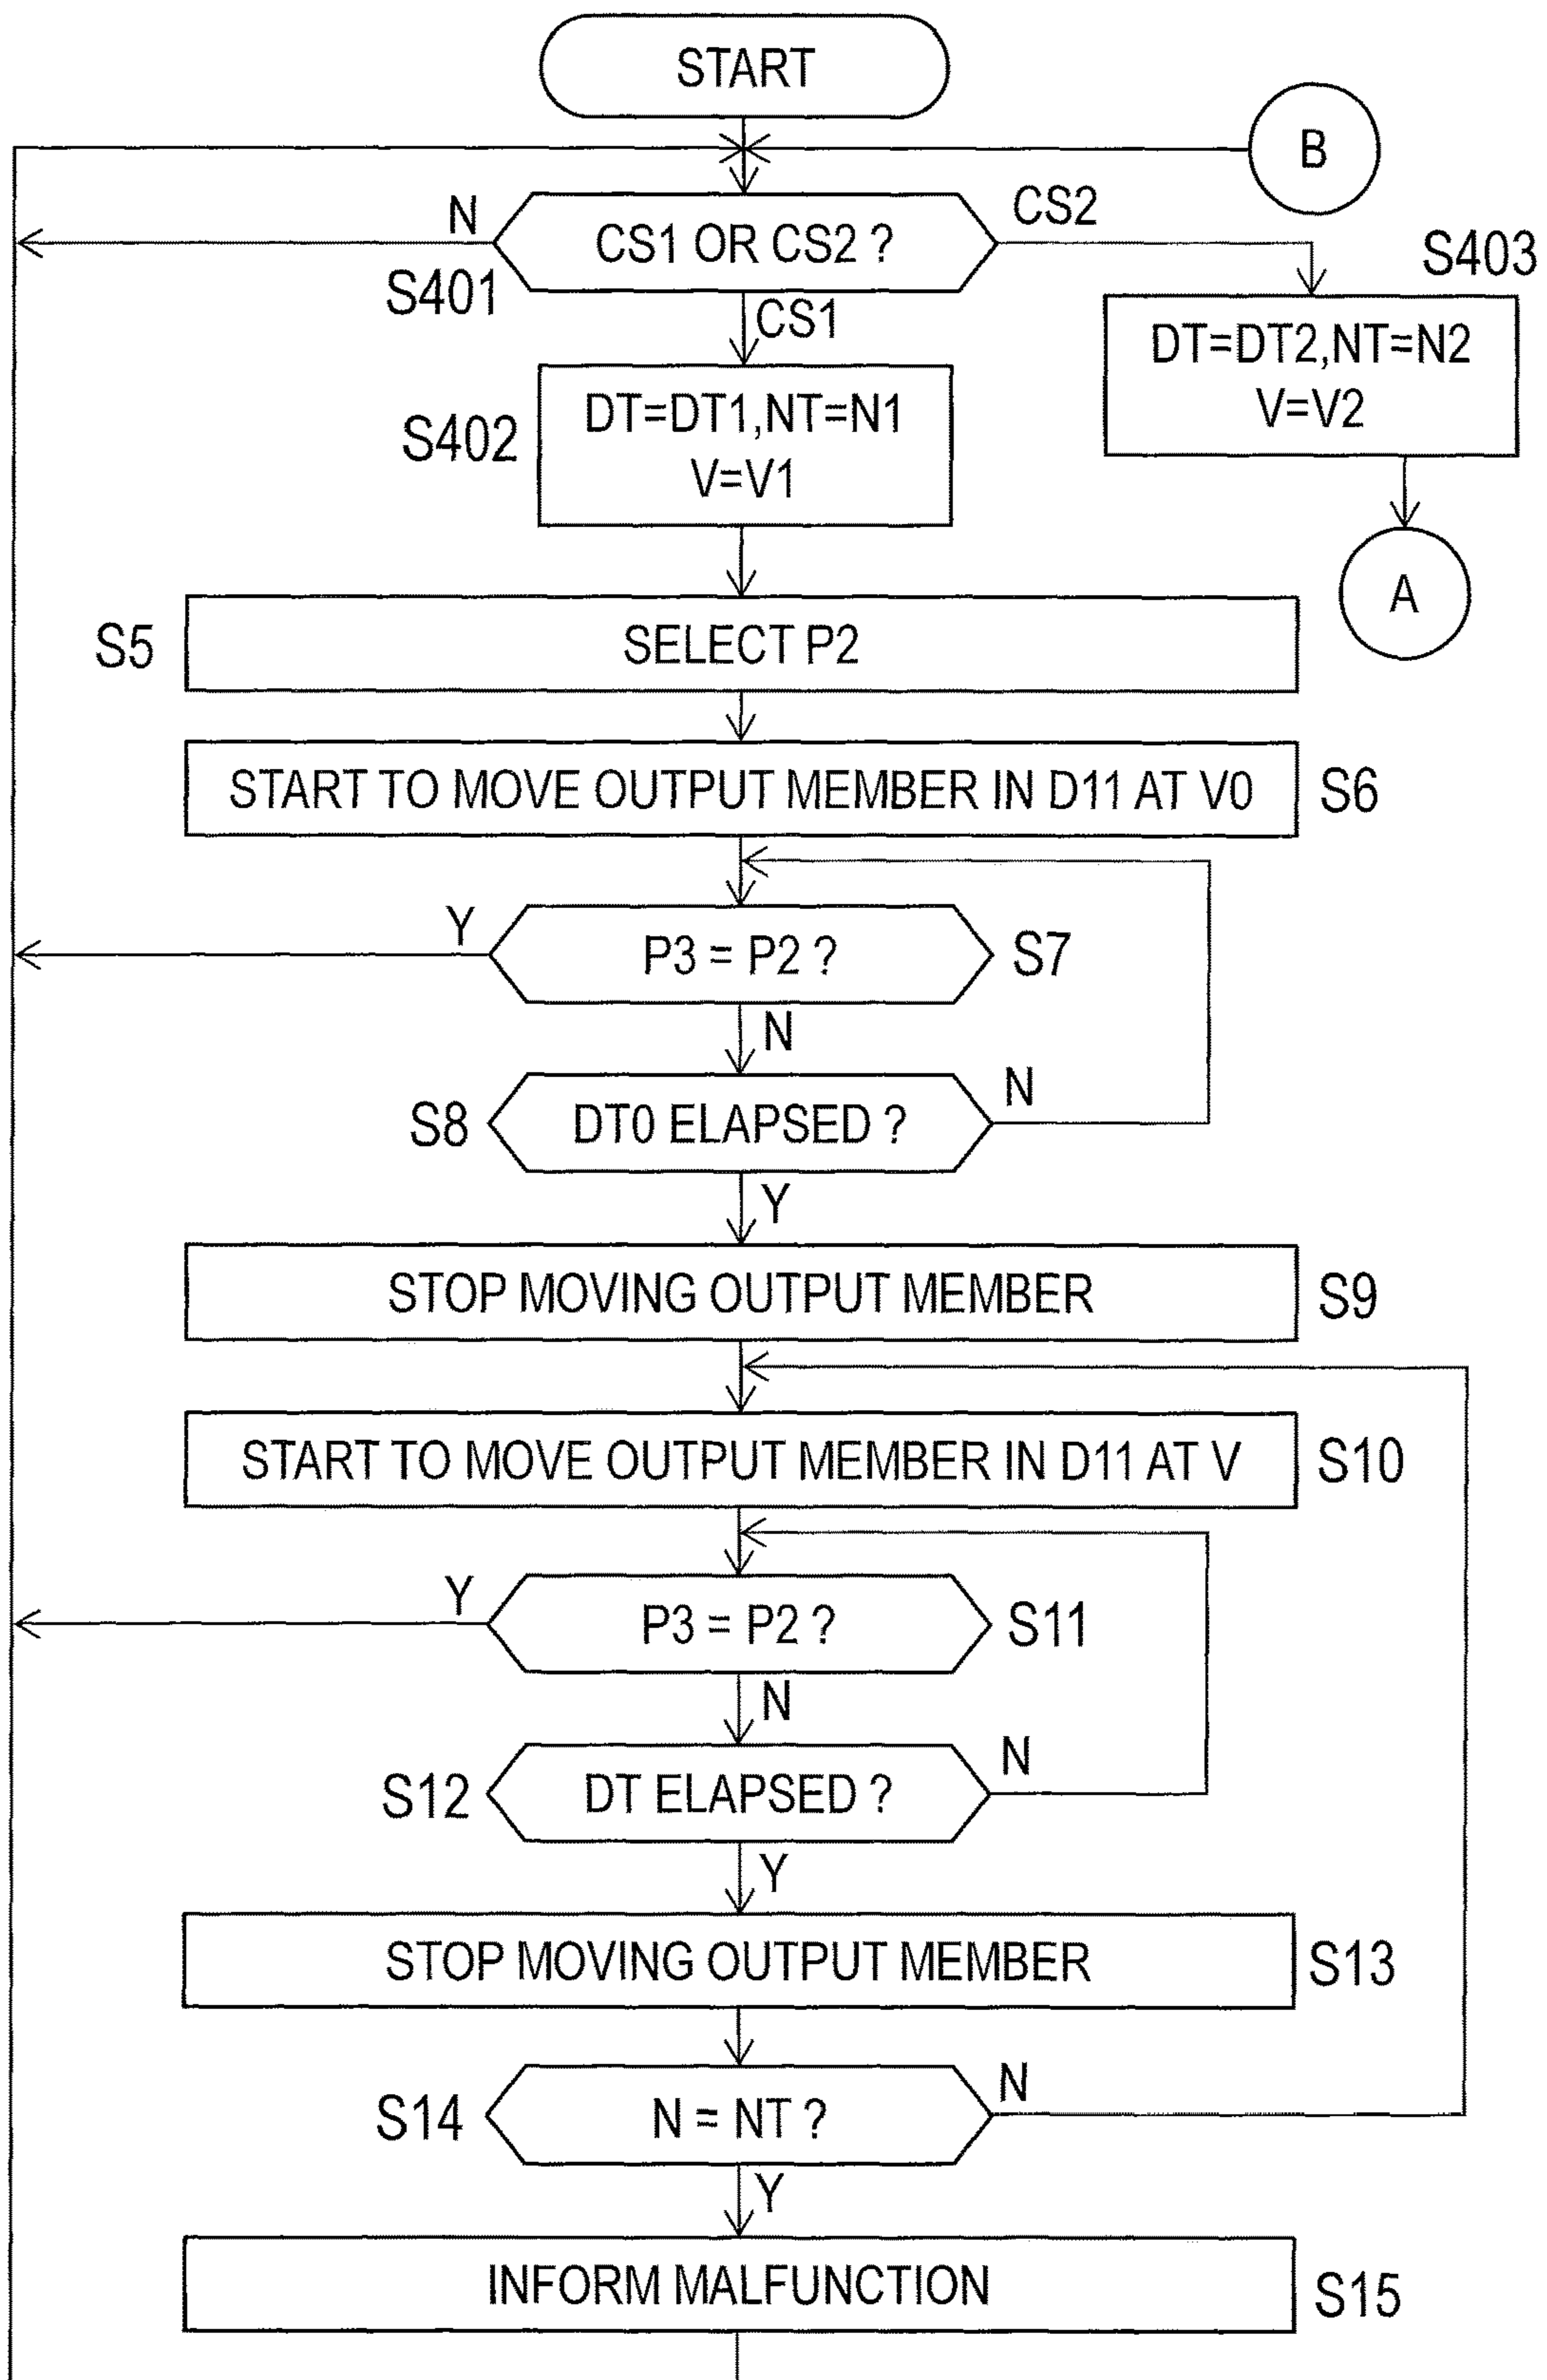 START
B
N
CS1 OR CS2 ?
CS2
S401
S403
CS1
DT=DT2,NT=N2
V=V2
S402
DT=DT1,NT=N1
V=V1
A
S5
SELECT P2
START TO MOVE OUTPUT MEMBER IN D11 AT V0
S6
Y
P3 = P2 ?
S7
N
S8
DT0 ELAPSED ?
N
Y
STOP MOVING OUTPUT MEMBER
S9
START TO MOVE OUTPUT MEMBER IN D11 AT V
S10
Y
P3 = P2 ?
S11
N
S12
DT ELAPSED ?
N
Y
STOP MOVING OUTPUT MEMBER
S13
S14
N = NT ?
N
Y
INFORM MALFUNCTION
S15